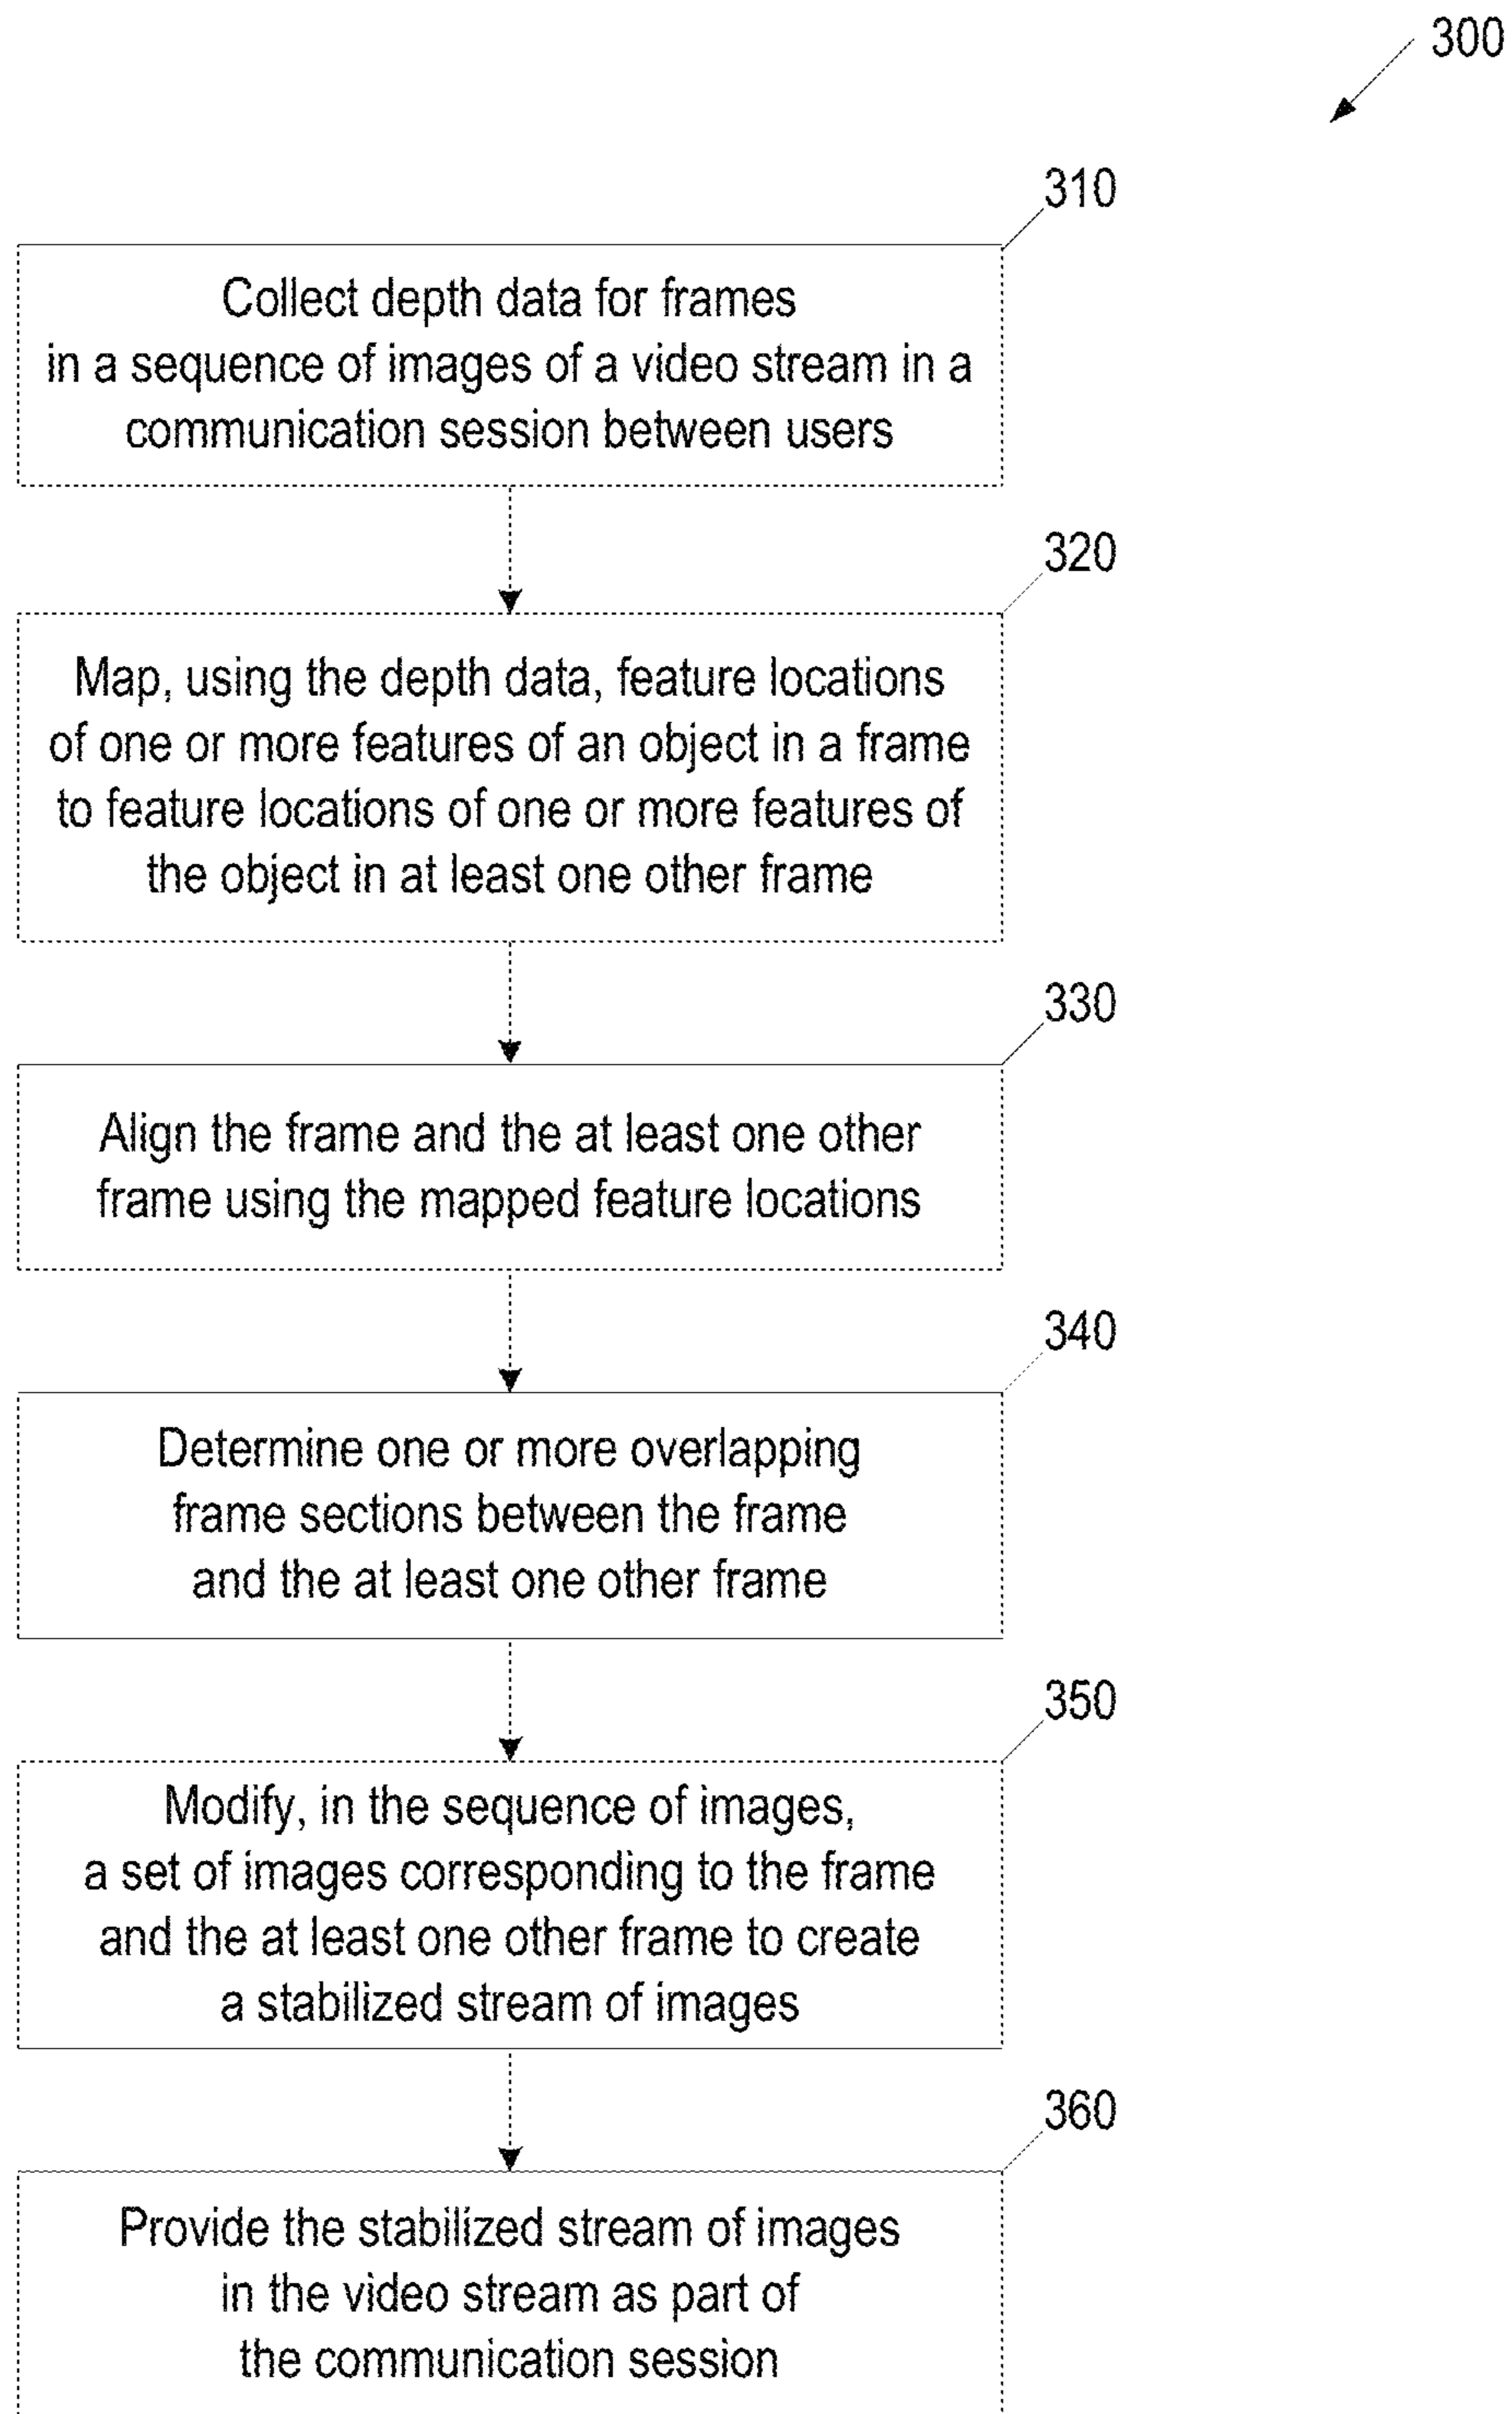 300
310
Collect depth data for frames
in a sequence of images of a video stream in a
communication session between users
320
Map, using the depth data, feature locations
of one or more features of an object in a frame
to feature locations of one or more features of
the object in at least one other frame
330
Align the frame and the at least one other
frame using the mapped feature locations
340
Determine one or more overlapping
frame sections between the frame
and the at least one other frame
350
Modify, in the sequence of images,
a set of images corresponding to the frame
and the at least one other frame to create
a stabilized stream of images
360
Provide the stabilized stream of images
in the video stream as part of
the communication session